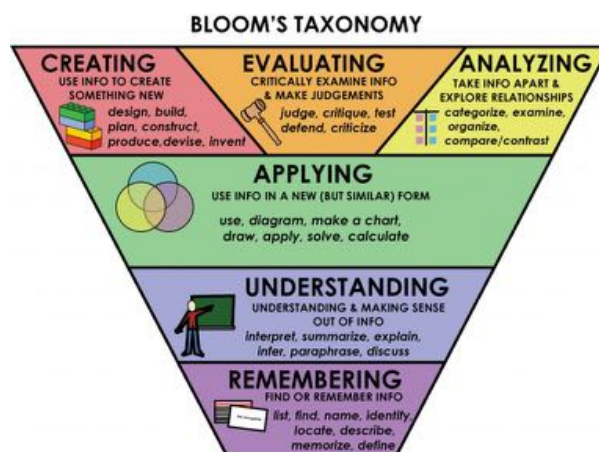 BLOOM'S TAXONOMY
CREATING
USE INFO TO CREATE
SOMETHING NEW
design, build,
plan, construct,
produce,devise, invent
EVALUATING
CRITICALLY EXAMINE INFO
& MAKE JUDGEMENTS
judge, critique, test
defend, criticize
ANALYZING
TAKE INFO APART &
EXPLORE RELATIONSHIPS
categorize, examine,
organize,
compare/contrast
APPLYING
USE INFO IN A NEW (BUT SIMILAR) FORM
use, diagram, make a chart,
draw, apply, solve, calculate
UNDERSTANDING
UNDERSTANDING & MAKING SENSE
OUT OF INFO
interpret, summarize, explain,
infer, paraphrase, discuss
REMEMBERING
FIND OR REMEMBER INFO
list, find, name, identify,
locate, describe,
memorize, define